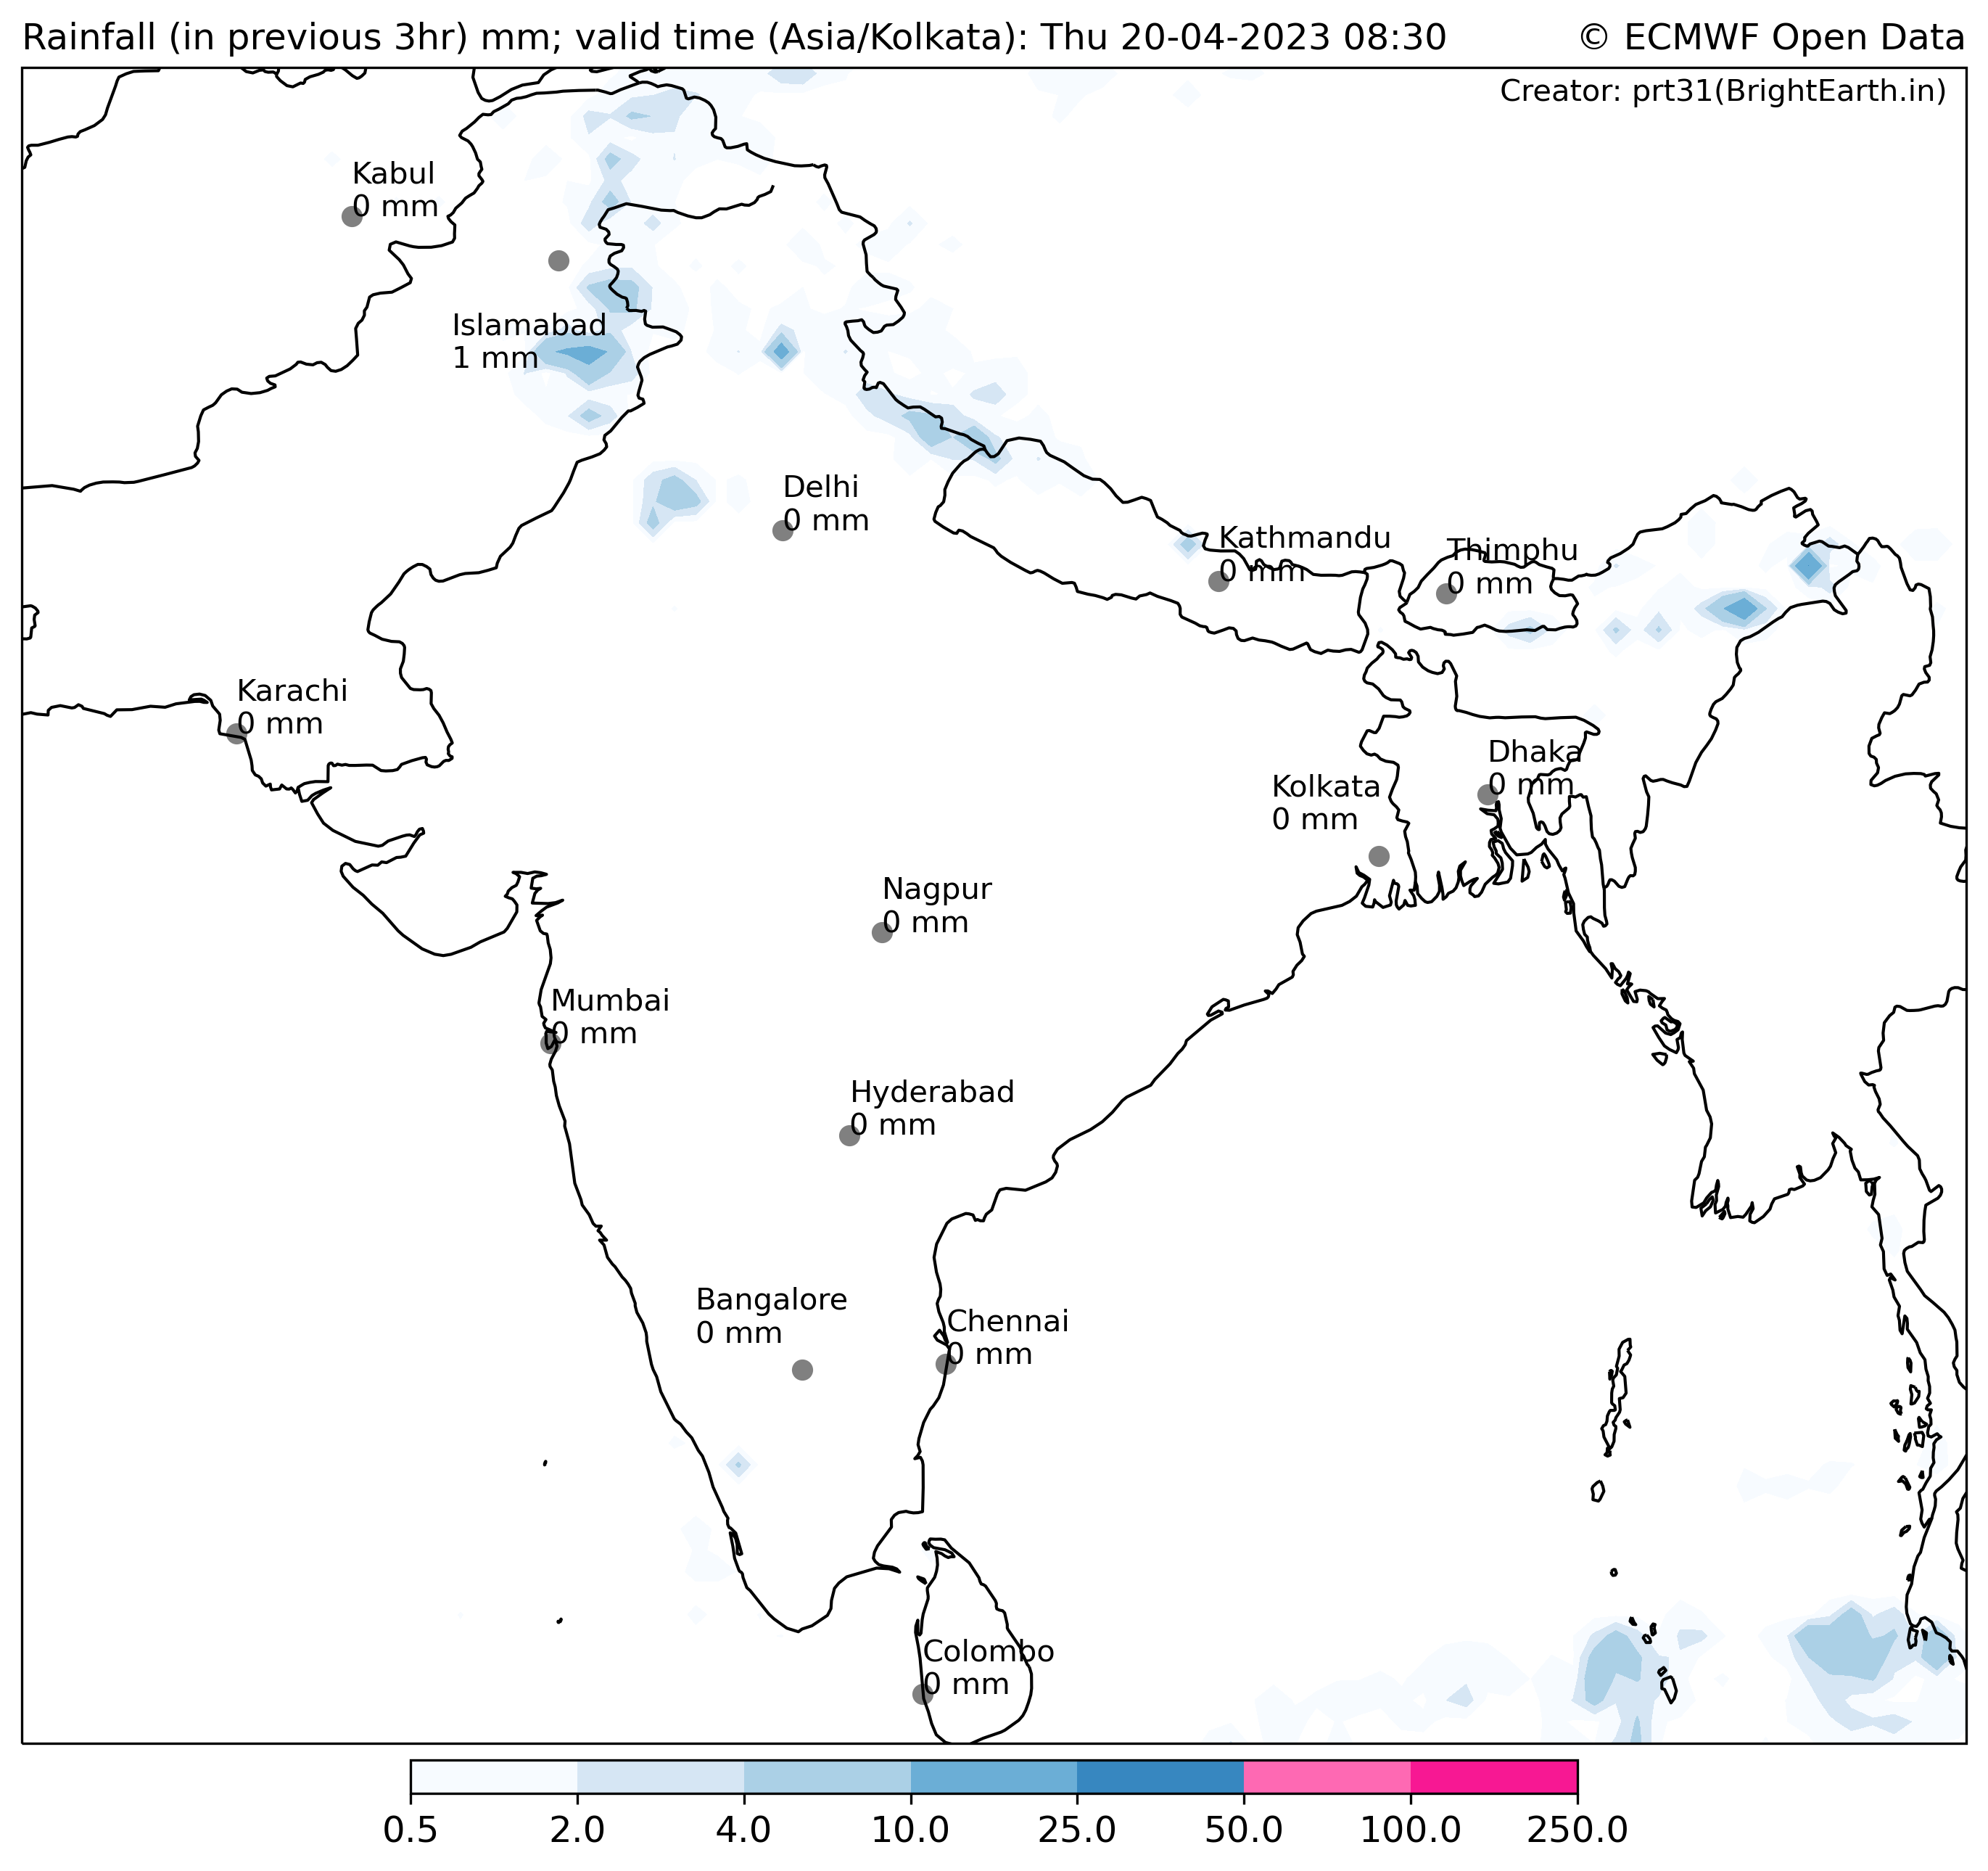 Rainfall (in previous 3hr) mm; valid time (Asia/Kolkata): Thu 20-04-2023 08:30
© ECMWF Open Data
Creator: prt31(BrightEarth.in)
Kabul
0 mm
Islamabad
1 mm
Delhi
0 mm
Kathmandu
0 mm
Thimphu
0 mm
Karachi
0 mm
Dhaka
0 mm
Kolkata
0 mm
Nagpur
0 mm
Mumbai
0 mm
Hyderabad
0 mm
Bangalore
0 mm
Chennai
0 mm
Colombo
0 mm
0.5 2.0 4.0 10.0 25.0 50.0 100.0 250.0